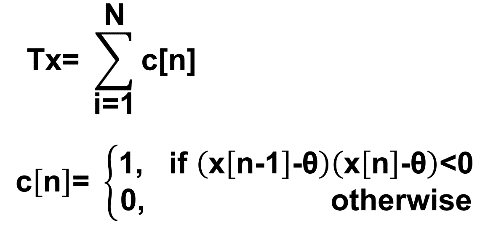 N
Tx= ∑ c[n]
i=1
c[n]= { 1, if (x[n-1]-θ)(x[n]-θ)<0
0, otherwise